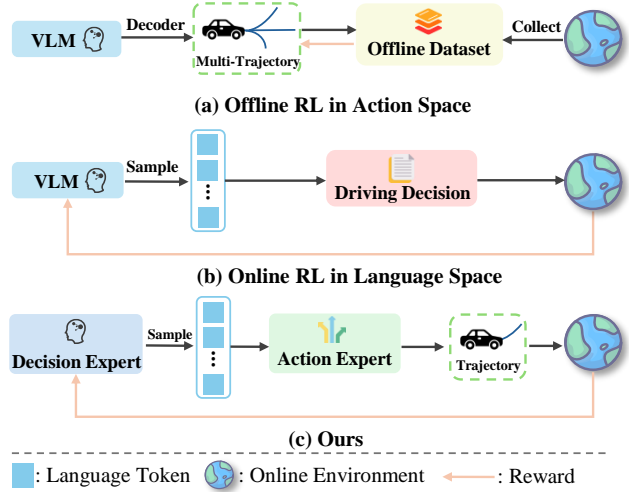 VLM
Decoder
Multi-Trajectory
Offline Dataset
Collect
(a) Offline RL in Action Space
VLM
Sample
Driving Decision
(b) Online RL in Language Space
Decision Expert
Sample
Action Expert
Trajectory
(c) Ours
: Language Token
: Online Environment
: Reward